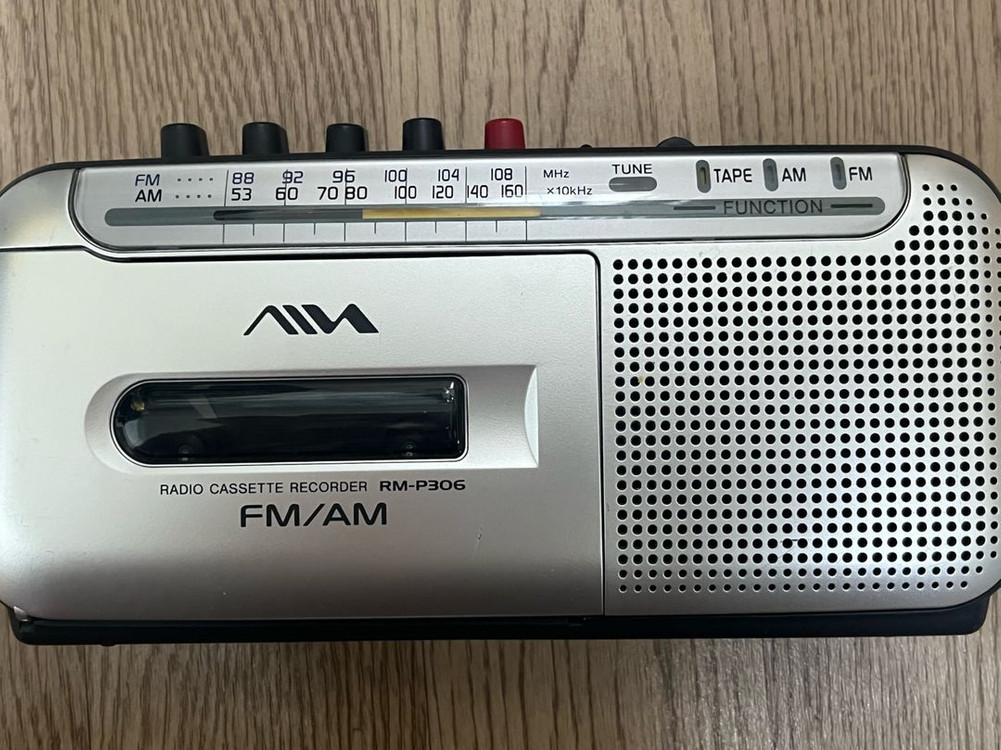 FM ···· 88 92 96 100 104 108 MHz
AM ···· 53 60 70 80 100 120 140 160 ×10kHz
TUNE
TAPE AM FM
FUNCTION
AIWA
RADIO CASSETTE RECORDER RM-P306
FM/AM